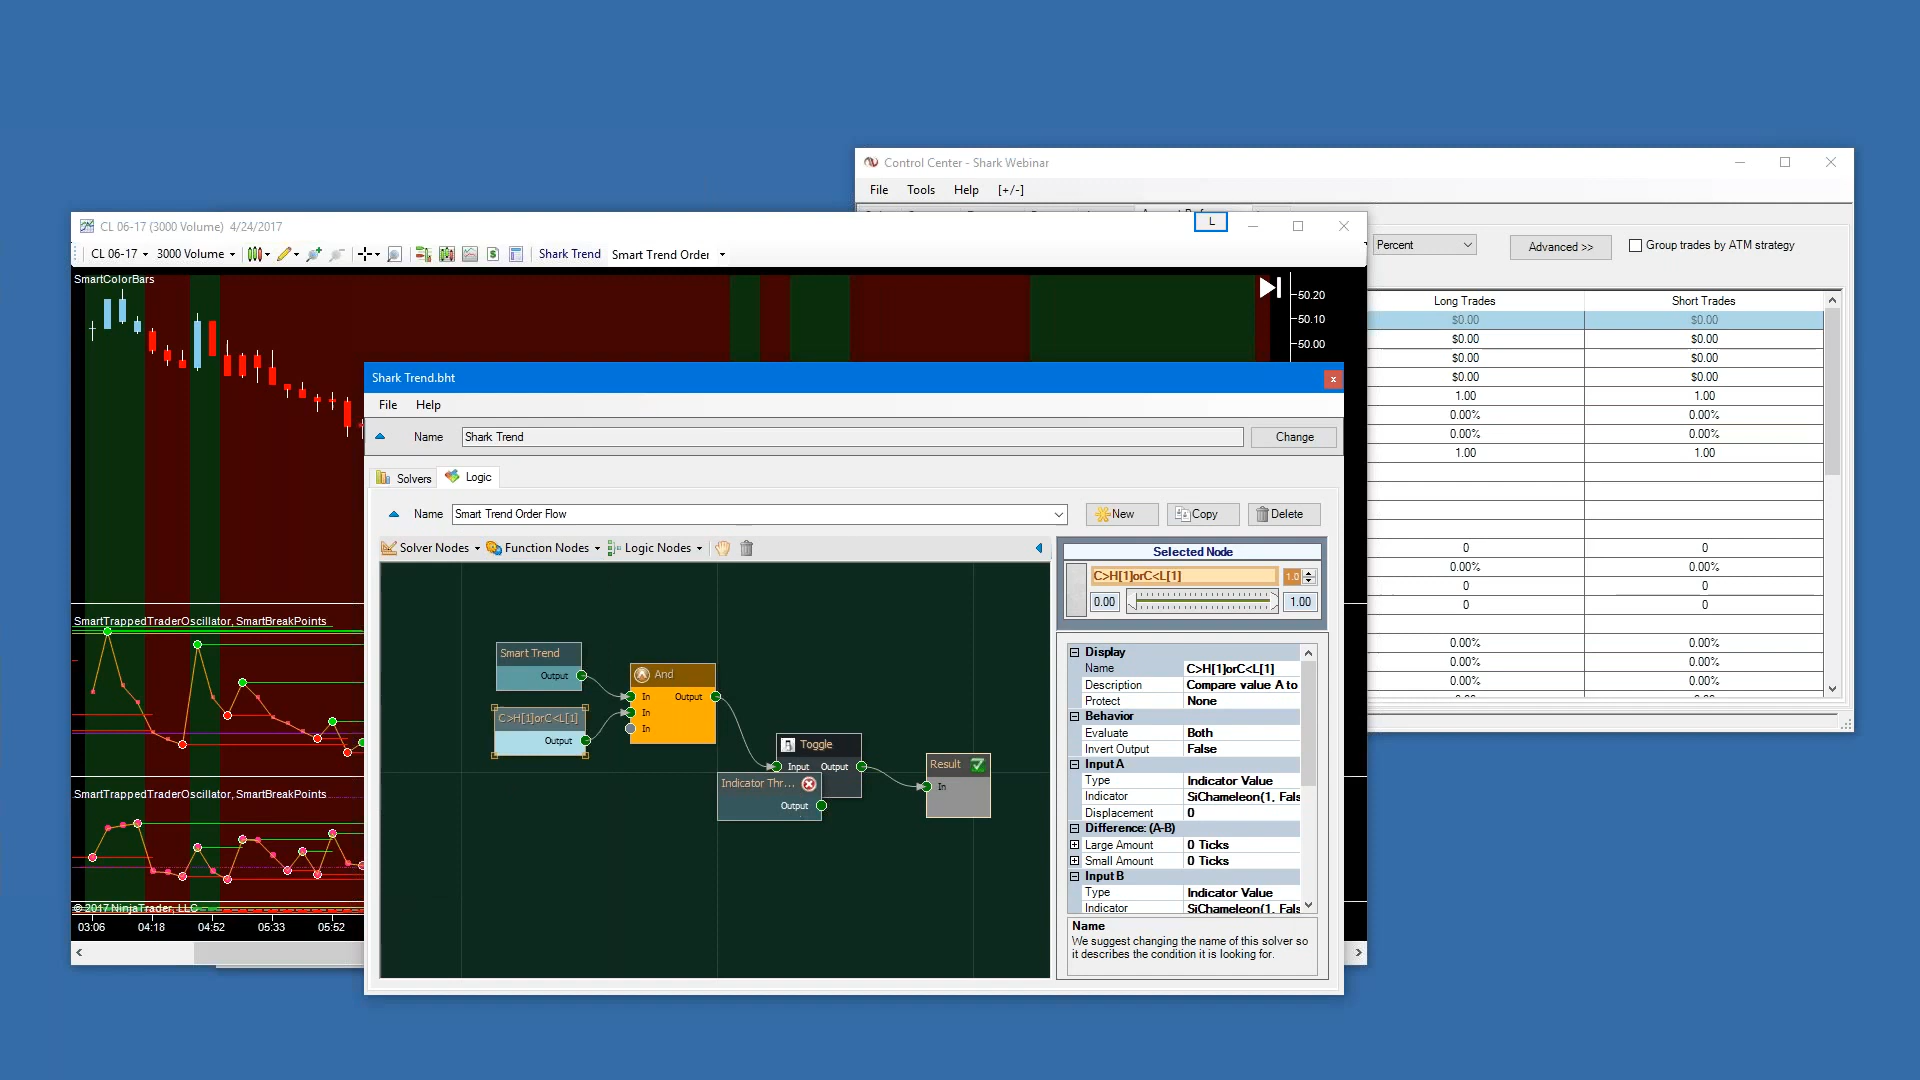 Control Center - Shark Webinar
File Tools Help [+/-]
CL 06-17 (3000 Volume) 4/24/2017
L
CL 06-17 3000 Volume Shark Trend Smart Trend Order
Percent
Advanced >>
Group trades by ATM strategy
SmartColorBars
50.20
50.10
50.00
Long Trades Short Trades
$0.00 $0.00
$0.00 $0.00
$0.00 $0.00
$0.00 $0.00
1.00 1.00
0.00% 0.00%
0.00% 0.00%
1.00 1.00
0 0
0.00% 0.00%
0 0
0 0
0.00% 0.00%
0.00% 0.00%
0.00% 0.00%
Shark Trend.bht
x
File Help
Name Shark Trend Change
Solvers Logic
Name Smart Trend Order Flow New Copy Delete
Solver Nodes Function Nodes Logic Nodes
Smart Trend
Output
C>H[1]orC<L[1]
Output
And
In Output
In
In
Toggle
Input Output
Indicator Thr...
Output
Result
In
Selected Node
C>H[1]orC<L[1] 1.0
0.00 1.00
Display
Name C>H[1]orC<L[1]
Description Compare value A to
Protect None
Behavior
Evaluate Both
Invert Output False
Input A
Type Indicator Value
Indicator SiChameleon(1, Fals
Displacement 0
Difference: (A-B)
Large Amount 0 Ticks
Small Amount 0 Ticks
Input B
Type Indicator Value
Indicator SiChameleon(1, Fals
Name
We suggest changing the name of this solver so
it describes the condition it is looking for.
SmartTrappedTraderOscillator, SmartBreakPoints
SmartTrappedTraderOscillator, SmartBreakPoints
© 2017 NinjaTrader, LLC
03:06 04:18 04:52 05:33 05:52